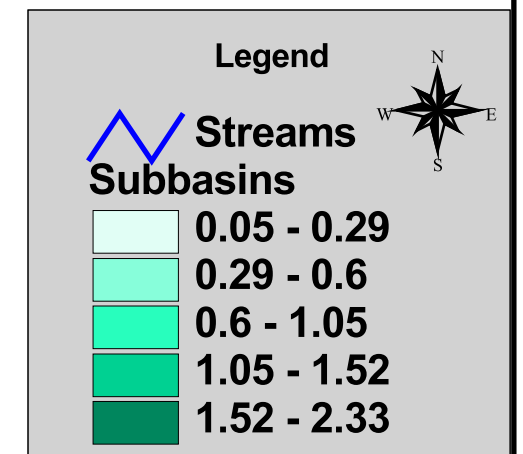 Legend
N
W E
S
Streams
Subbasins
0.05 - 0.29
0.29 - 0.6
0.6 - 1.05
1.05 - 1.52
1.52 - 2.33